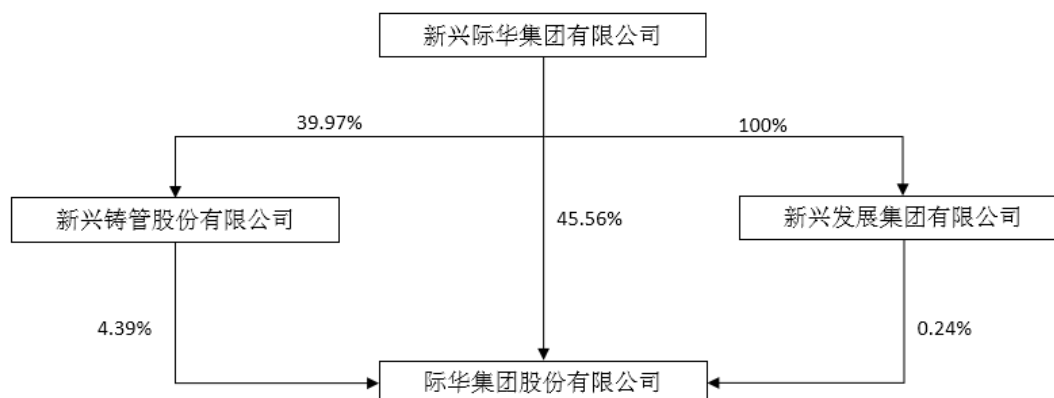 新兴际华集团有限公司
39.97%
100%
新兴铸管股份有限公司
45.56%
新兴发展集团有限公司
4.39%
0.24%
际华集团股份有限公司